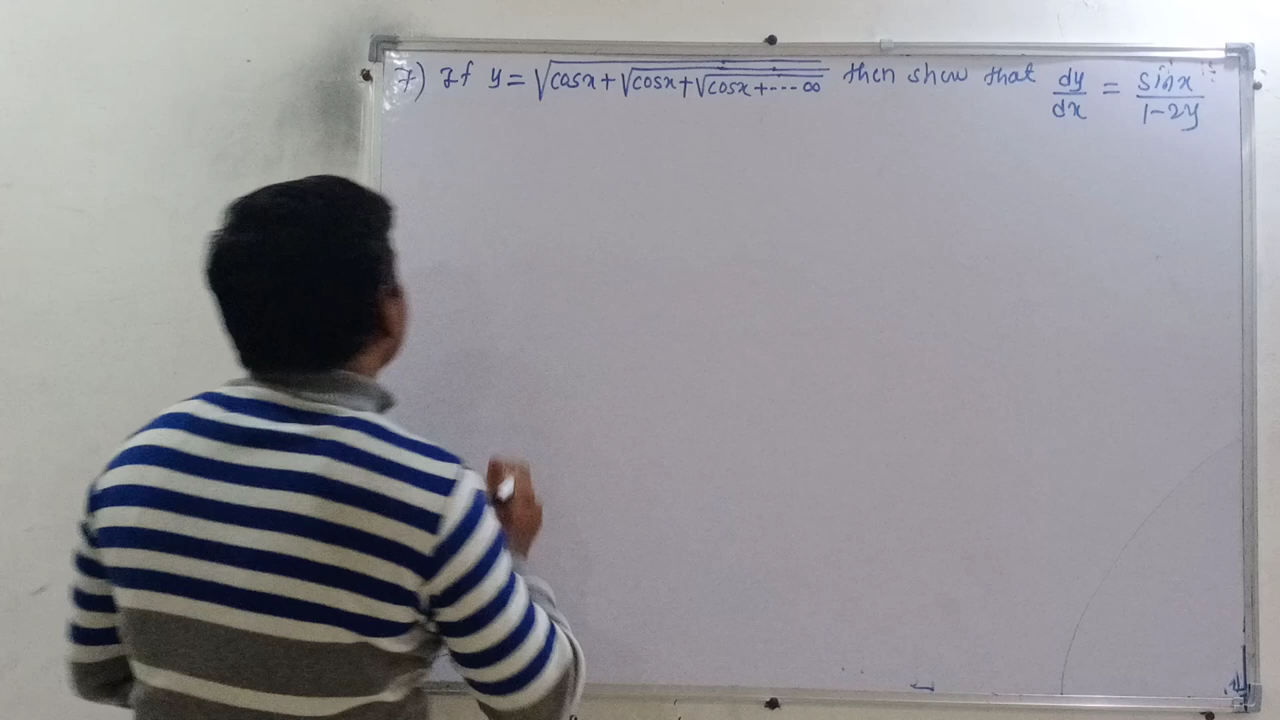 7) If y = √cosx + √cosx + √cosx + --- ∞ then show that dy/dx = sinx/1-2y